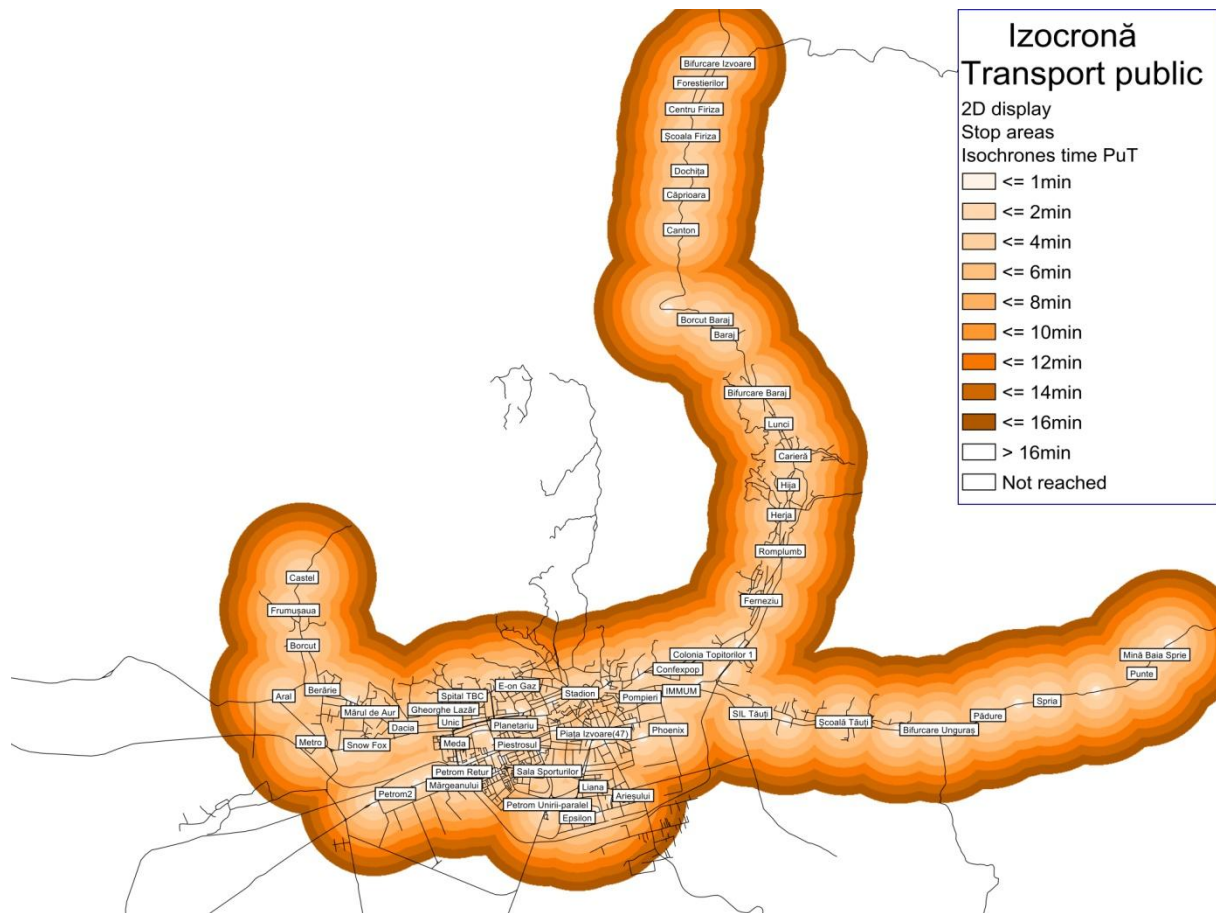 Izocronă
Transport public
2D display
Stop areas
Isochrones time PuT
<= 1min
<= 2min
<= 4min
<= 6min
<= 8min
<= 10min
<= 12min
<= 14min
<= 16min
> 16min
Not reached
Bifurcare Izvoare
Forestierilor
Centru Firiza
Școala Firiza
Dochița
Căprioara
Canton
Borcut Baraj
Baraj
Bifurcare Baraj
Lunci
Carieră
Hija
Herja
Romplumb
Ferneziu
Castel
Frumușaua
Borcut
Colonia Topitorilor 1
Mină Baia Sprie
Confexpop
Punte
E-on Gaz
Berărie
Aral
Spital TBC
Stadion
Pompieri
IMMUM
Spria
Gheorghe Lazăr
Mărul de Aur
SIL Tăuți
Pădure
Unic
Școală Tăuți
Dacia
Planetariu
Piața Izvoare(47)
Phoenix
Bifurcare Unguraș
Metro
Snow Fox
Meda
Piestrosul
Petrom Retur
Sala Sporturilor
Mărgeanului
Liana
Petrom2
Arieșului
Petrom Unirii-paralel
Epsilon